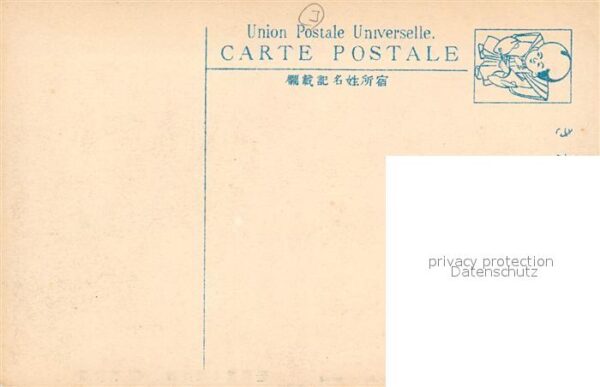 Union Postale Universelle.
CARTE POSTALE
欄載記名姓所宿
privacy protection
Datenschutz